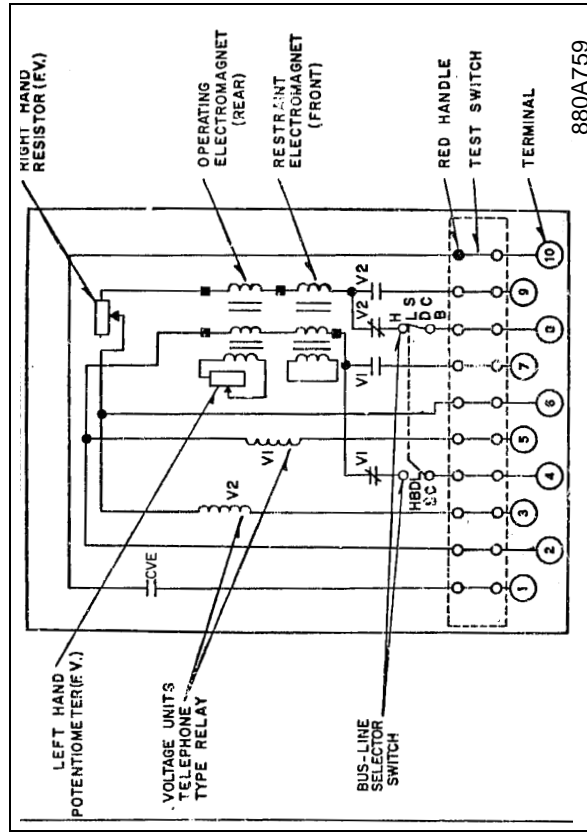 RIGHT HAND
RESISTOR (F.V.)
OPERATING
ELECTROMAGNET
(REAR)
RESTRAINT
ELECTROMAGNET
(FRONT)
RED HANDLE
TEST SWITCH
TERMINAL
880A759
LEFT HAND
POTENTIOMETER (F.V.)
VOLTAGE UNITS
TELEPHONE
TYPE RELAY
BUS-LINE
SELECTOR
SWITCH
CVE
V2
V1
V1
V1
V2
V2
HBDL
SC
H
L S
D C
B
1
2
3
4
5
6
7
8
9
10